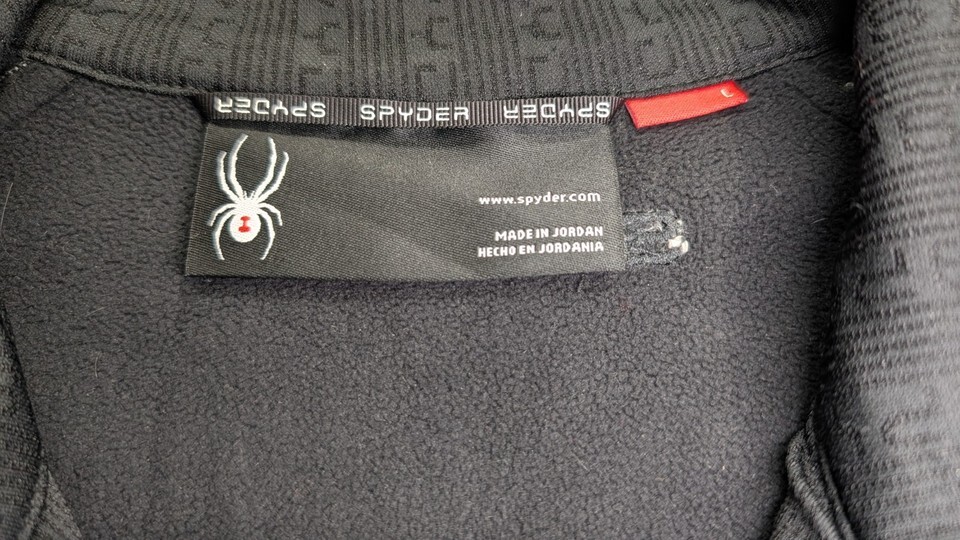 SPYDER SPYDER SPYDER
L
www.spyder.com
MADE IN JORDAN
HECHO EN JORDANIA